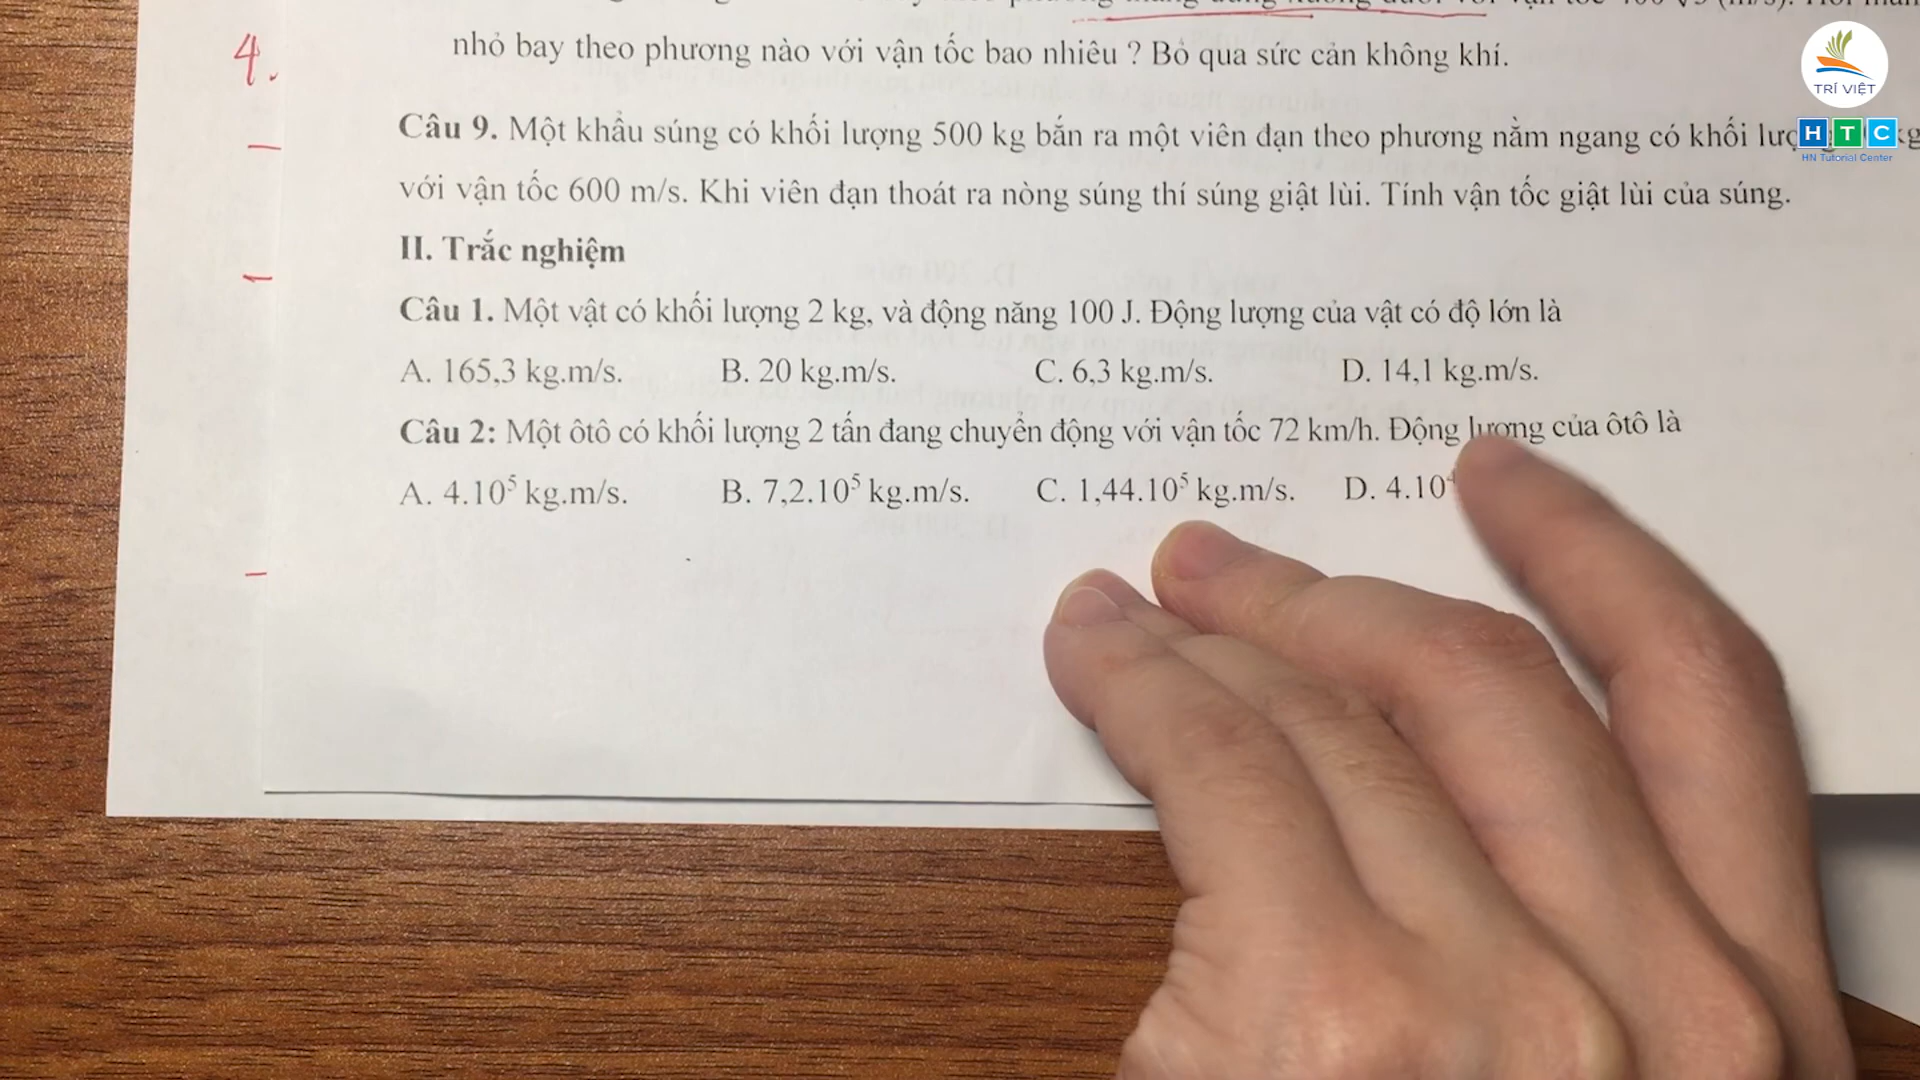 4.
nhỏ bay theo phương nào với vận tốc bao nhiêu ? Bỏ qua sức cản không khí.
TRÍ VIỆT
Câu 9. Một khẩu súng có khối lượng 500 kg bắn ra một viên đạn theo phương nằm ngang có khối
HTC
HN Tutorial Center
với vận tốc 600 m/s. Khi viên đạn thoát ra nòng súng thí súng giật lùi. Tính vận tốc giật lùi của súng.
II. Trắc nghiệm
Câu 1. Một vật có khối lượng 2 kg, và động năng 100 J. Động lượng của vật có độ lớn là
A. 165,3 kg.m/s. B. 20 kg.m/s. C. 6,3 kg.m/s. D. 14,1 kg.m/s.
Câu 2: Một ôtô có khối lượng 2 tấn đang chuyển động với vận tốc 72 km/h. Động lượng của ôtô là
A. 4.10⁵ kg.m/s. B. 7,2.10⁵ kg.m/s. C. 1,44.10⁵ kg.m/s. D. 4.10⁴